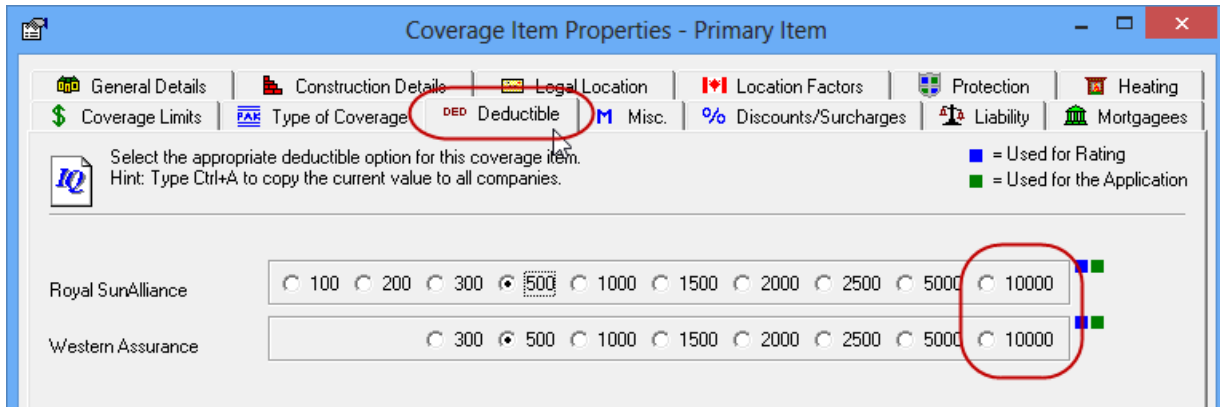 Coverage Item Properties - Primary Item
General Details Construction Details Legal Location Location Factors Protection Heating
$ Coverage Limits PAK Type of Coverage DED Deductible M Misc. % Discounts/Surcharges Liability Mortgagees
IQ
Select the appropriate deductible option for this coverage item.
Hint: Type Ctrl+A to copy the current value to all companies.
= Used for Rating
= Used for the Application
Royal SunAlliance 100 200 300 500 1000 1500 2000 2500 5000 10000
Western Assurance 300 500 1000 1500 2000 2500 5000 10000